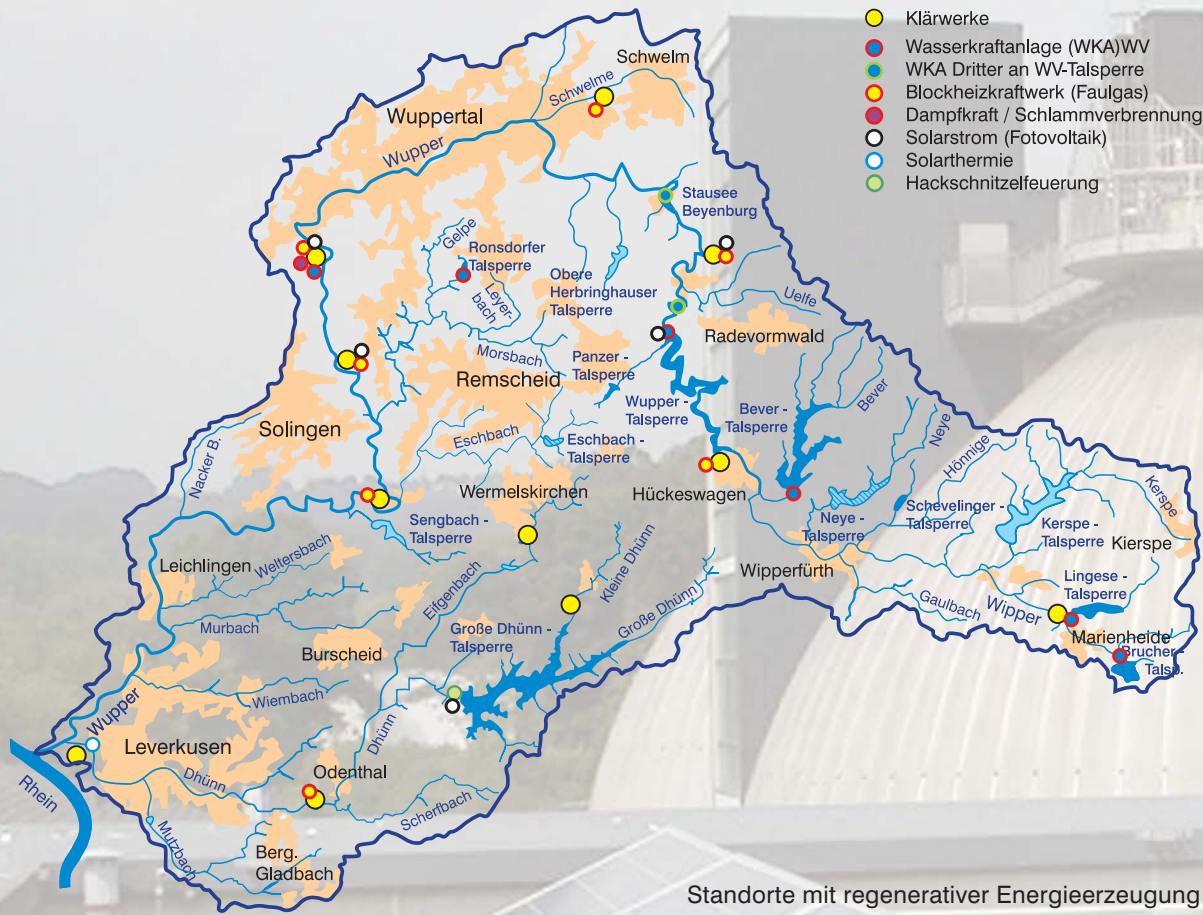 Klärwerke
Wasserkraftanlage (WKA)WV
WKA Dritter an WV-Talsperre
Blockheizkraftwerk (Faulgas)
Dampfkraft / Schlammverbrennung
Solarstrom (Fotovoltaik)
Solarthermie
Hackschnitzelfeuerung
Schwelm
Schwelme
Wuppertal
Wupper
Stausee
Beyenburg
Gelpe
Ronsdorfer
Talsperre
Leyer-
bach
Obere
Herbringhauser
Talsperre
Uelfe
Radevormwald
Morsbach
Panzer -
Talsperre
Remscheid
Wupper -
Talsperre
Bever -
Talsperre
Bever
Neye
Solingen
Nacker B.
Eschbach
Eschbach -
Talsperre
Hönnige
Wermelskirchen
Hückeswagen
Sengbach -
Talsperre
Neye -
Talsperre
Schevelinger -
-Talsperre
Kerspe -
Talsperre
Kerspe
Kierspe
Leichlingen
Weltersbach
Eifgenbach
Kleine Dhünn
Wipperfürth
Lingese -
Talsperre
Gaulbach
Wipper
Murbach
Große Dhünn -
Talsperre
Große Dhünn
Marienheide
Brucher -
Talsp.
Burscheid
Wiembach
Wupper
Leverkusen
Dhünn
Dhünn
Rhein
Odenthal
Scherfbach
Mutzbach
Berg.
Gladbach
Standorte mit regenerativer Energieerzeugung